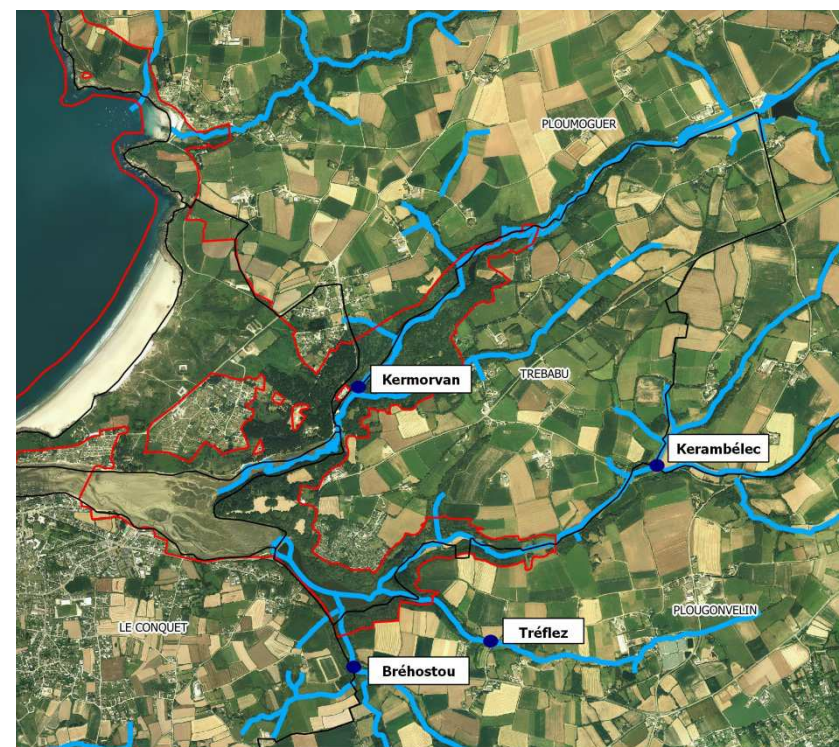 PLOUMOGUER
TREBABU
Kermorvan
Kerambélec
PLOUGONVELIN
LE CONQUET
Tréflez
Bréhostou